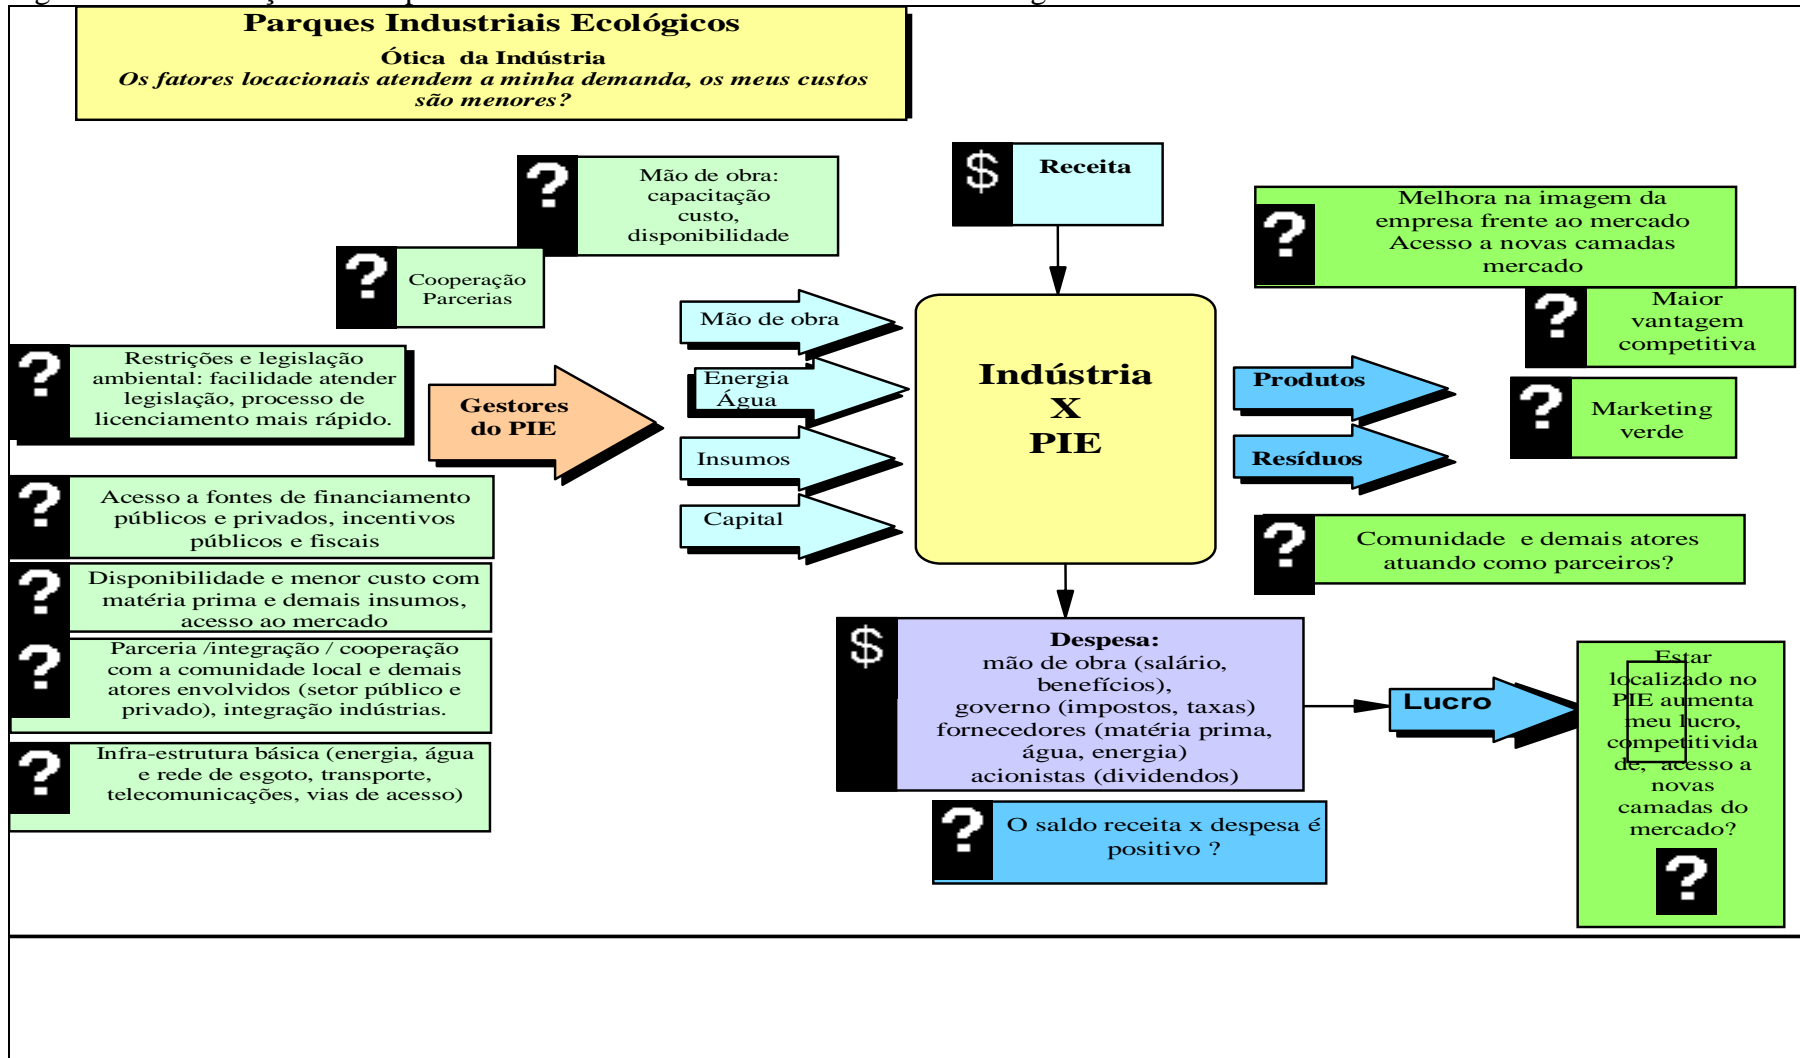 Parques Industriais Ecológicos
Ótica da Indústria
Os fatores locacionais atendem a minha demanda, os meus custos
são menores?
Mão de obra:
capacitação
custo,
disponibilidade
Cooperação
Parcerias
Restrições e legislação
ambiental: facilidade atender
legislação, processo de
licenciamento mais rápido.
Acesso a fontes de financiamento
públicos e privados, incentivos
públicos e fiscais
Disponibilidade e menor custo com
matéria prima e demais insumos,
acesso ao mercado
Parceria /integração / cooperação
com a comunidade local e demais
atores envolvidos (setor público e
privado), integração indústrias.
Infra-estrutura básica (energia, água
e rede de esgoto, transporte,
telecomunicações, vias de acesso)
Gestores
do PIE
Mão de obra
Energia
Água
Insumos
Capital
$ Receita
Indústria
X
PIE
Produtos
Resíduos
Melhora na imagem da
empresa frente ao mercado
Acesso a novas camadas
mercado
Maior
vantagem
competitiva
Marketing
verde
Comunidade e demais atores
atuando como parceiros?
$ Despesa:
mão de obra (salário,
benefícios),
governo (impostos, taxas)
fornecedores (matéria prima,
água, energia)
acionistas (dividendos)
O saldo receita x despesa é
positivo ?
Lucro
Estar
localizado no
PIE aumenta
meu lucro,
competitivida
de, acesso a
novas
camadas do
mercado?